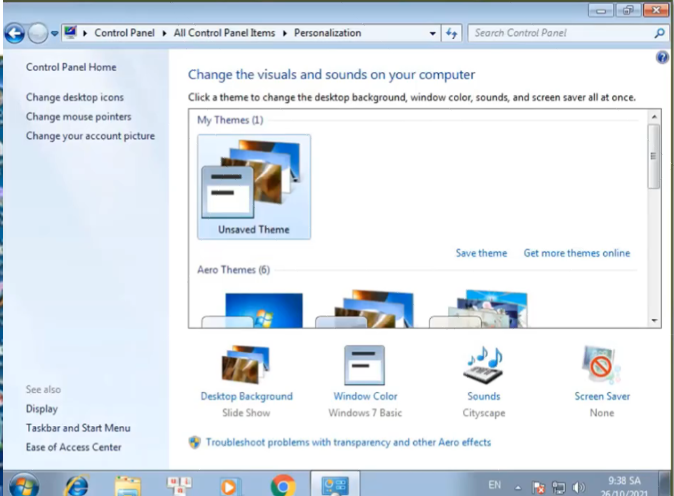 Control Panel ▸ All Control Panel Items ▸ Personalization
Search Control Panel
Control Panel Home
Change desktop icons
Change mouse pointers
Change your account picture
Change the visuals and sounds on your computer
Click a theme to change the desktop background, window color, sounds, and screen saver all at once.
My Themes (1)
Unsaved Theme
Save theme Get more themes online
Aero Themes (6)
Desktop Background Window Color Sounds Screen Saver
Slide Show Windows 7 Basic Cityscape None
Troubleshoot problems with transparency and other Aero effects
See also
Display
Taskbar and Start Menu
Ease of Access Center
EN 9:38 SA
26/10/2021